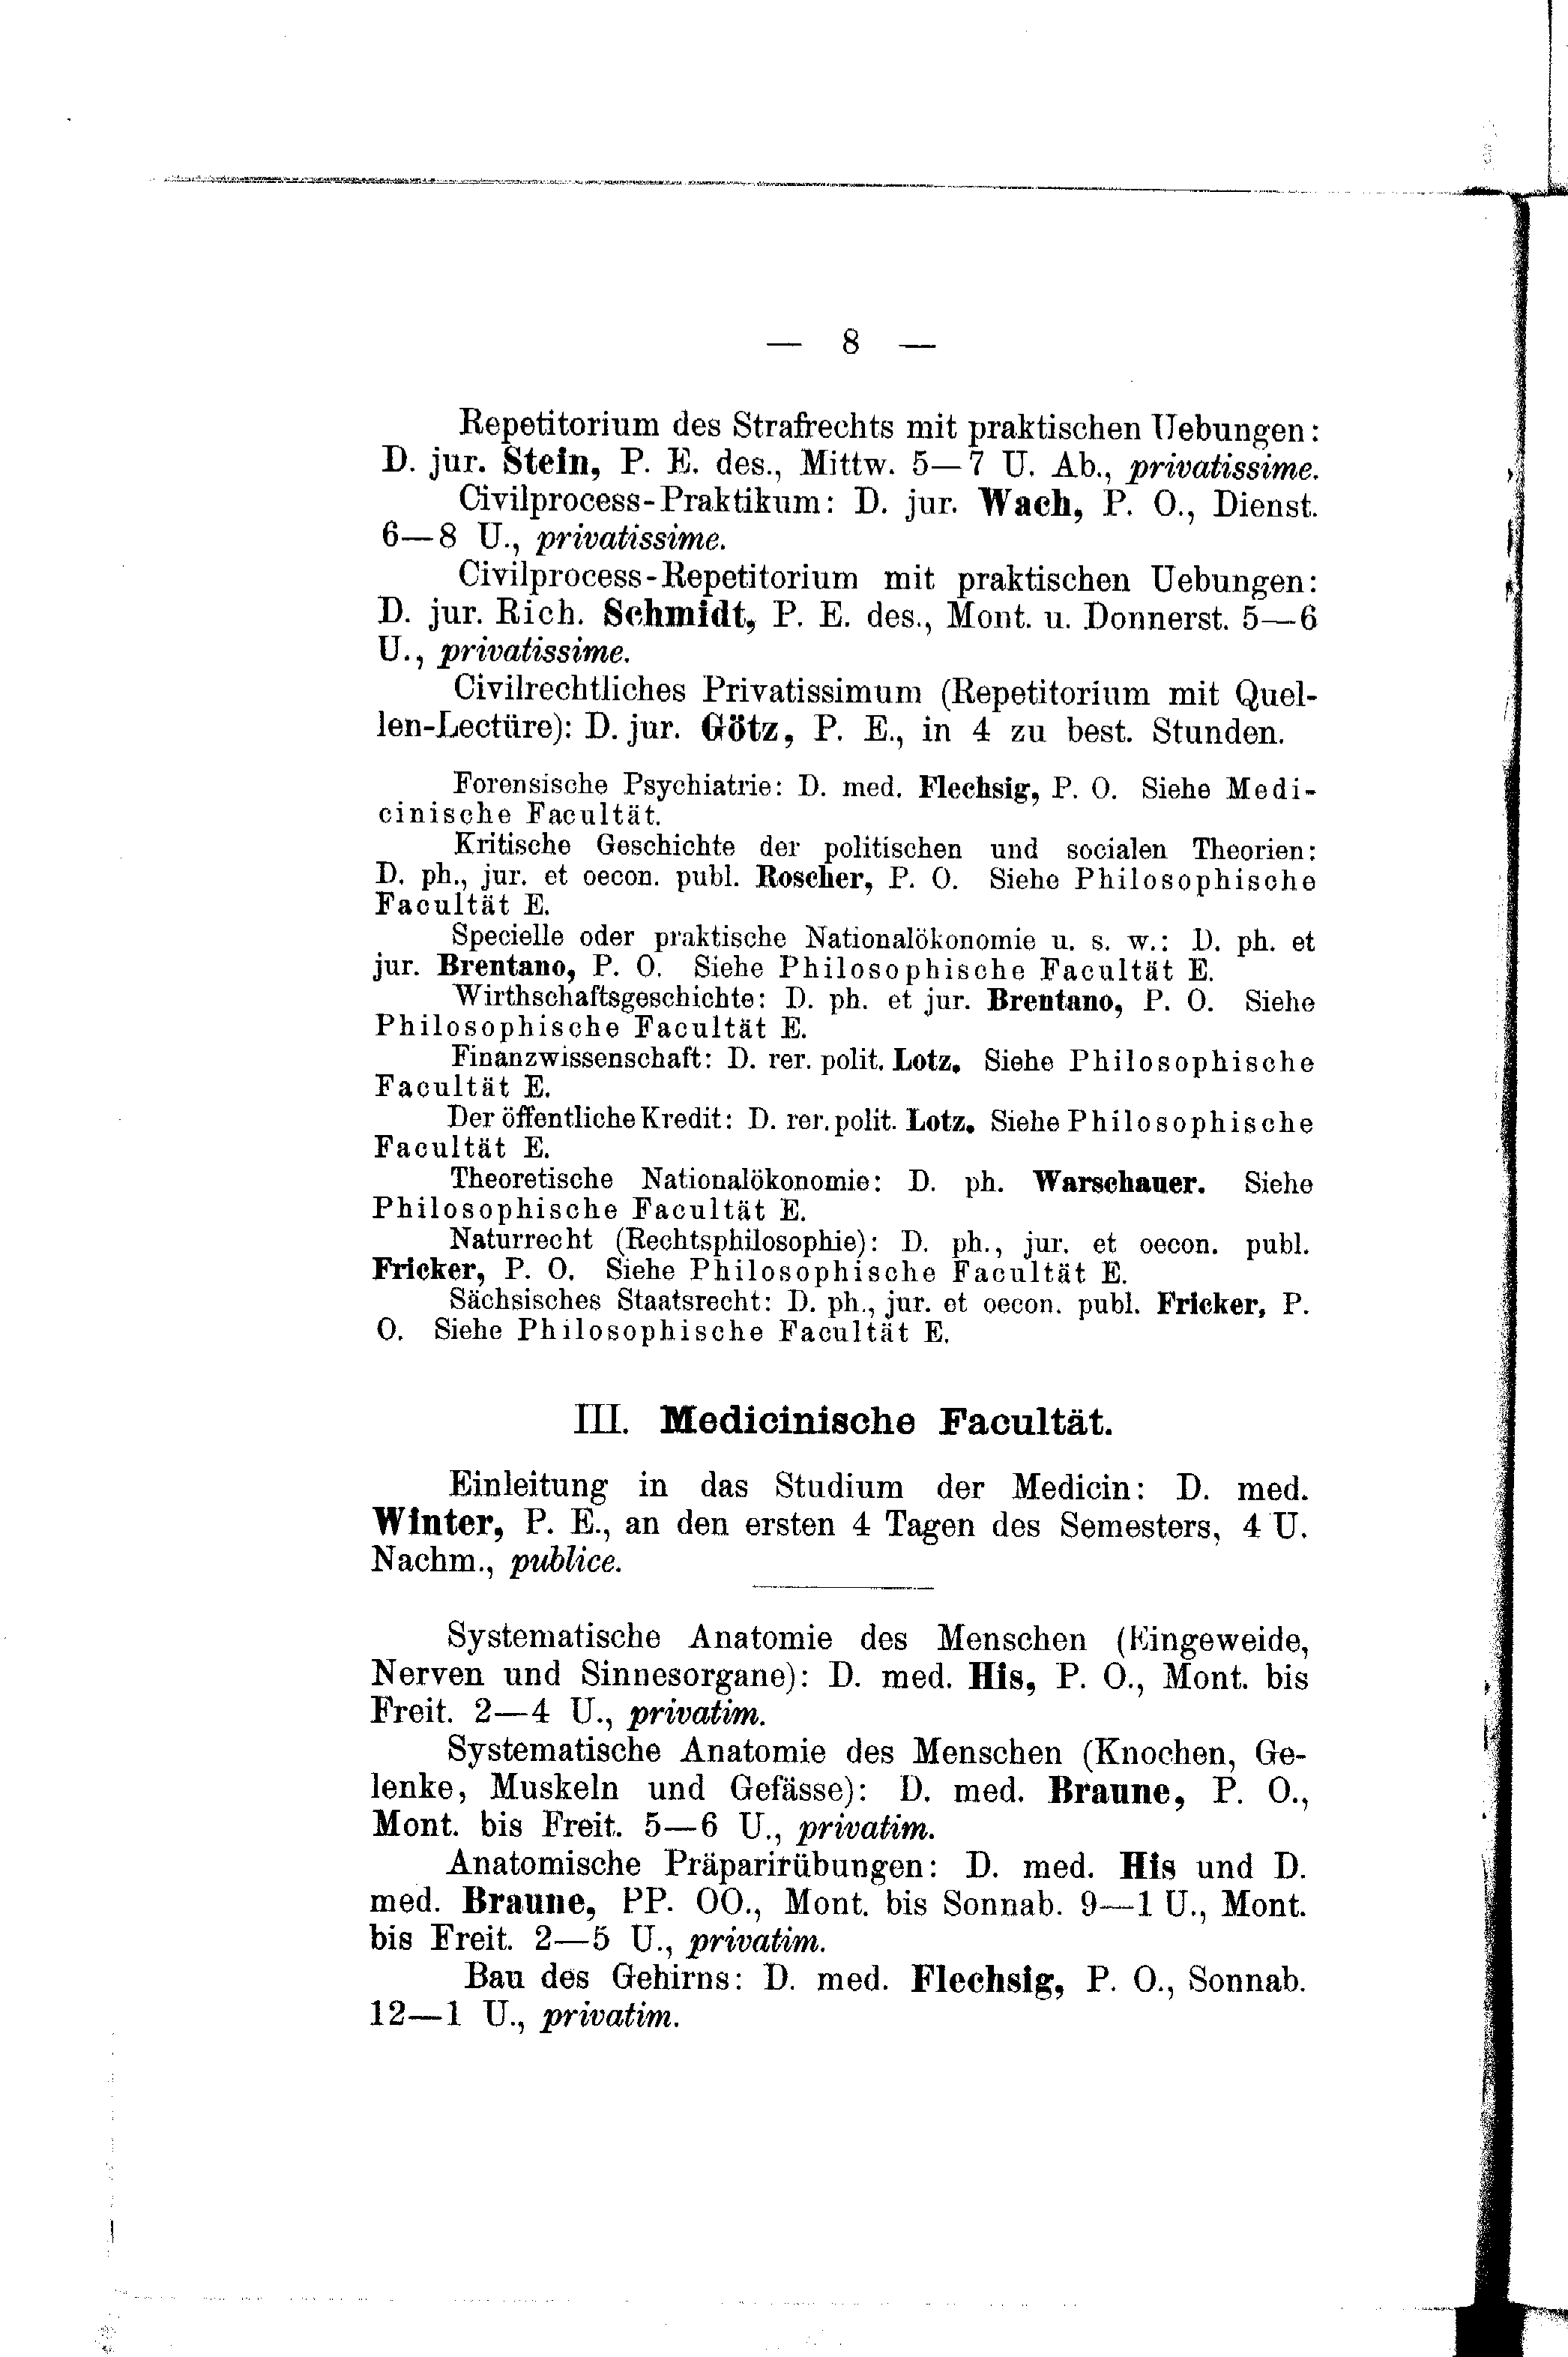 — 8 —
Repetitorium des Strafrechts mit praktischen Uebungen:
D. jur. Stein, P. E. des., Mittw. 5—7 U. Ab., privatissime.
Civilprocess-Praktikum: D. jur. Wach, P. O., Dienst.
6—8 U., privatissime.
Civilprocess-Repetitorium mit praktischen Uebungen:
D. jur. Rich. Schmidt, P. E. des., Mont. u. Donnerst. 5—6
U., privatissime.
Civilrechtliches Privatissimum (Repetitorium mit Quel-
len-Lectüre): D. jur. Götz, P. E., in 4 zu best. Stunden.
Forensische Psychiatrie: D. med. Flechsig, P. O. Siehe Medi-
cinische Facultät.
Kritische Geschichte der politischen und socialen Theorien:
D. ph., jur. et oecon. publ. Roscher, P. O. Siehe Philosophische
Facultät E.
Specielle oder praktische Nationalökonomie u. s. w.: D. ph. et
jur. Brentano, P. O. Siehe Philosophische Facultät E.
Wirthschaftsgeschichte: D. ph. et jur. Brentano, P. O. Siehe
Philosophische Facultät E.
Finanzwissenschaft: D. rer. polit. Lotz. Siehe Philosophische
Facultät E.
Der öffentliche Kredit: D. rer. polit. Lotz. Siehe Philosophische
Facultät E.
Theoretische Nationalökonomie: D. ph. Warschauer. Siehe
Philosophische Facultät E.
Naturrecht (Rechtsphilosophie): D. ph., jur. et oecon. publ.
Fricker, P. O. Siehe Philosophische Facultät E.
Sächsisches Staatsrecht: D. ph., jur. et oecon. publ. Fricker, P.
O. Siehe Philosophische Facultät E.
III. Medicinische Facultät.
Einleitung in das Studium der Medicin: D. med.
Winter, P. E., an den ersten 4 Tagen des Semesters, 4 U.
Nachm., publice.
Systematische Anatomie des Menschen (Eingeweide,
Nerven und Sinnesorgane): D. med. His, P. O., Mont. bis
Freit. 2—4 U., privatim.
Systematische Anatomie des Menschen (Knochen, Ge-
lenke, Muskeln und Gefässe): D. med. Braune, P. O.,
Mont. bis Freit. 5—6 U., privatim.
Anatomische Präparirübungen: D. med. His und D.
med. Braune, PP. OO., Mont. bis Sonnab. 9—1 U., Mont.
bis Freit. 2—5 U., privatim.
Bau des Gehirns: D. med. Flechsig, P. O., Sonnab.
12—1 U., privatim.